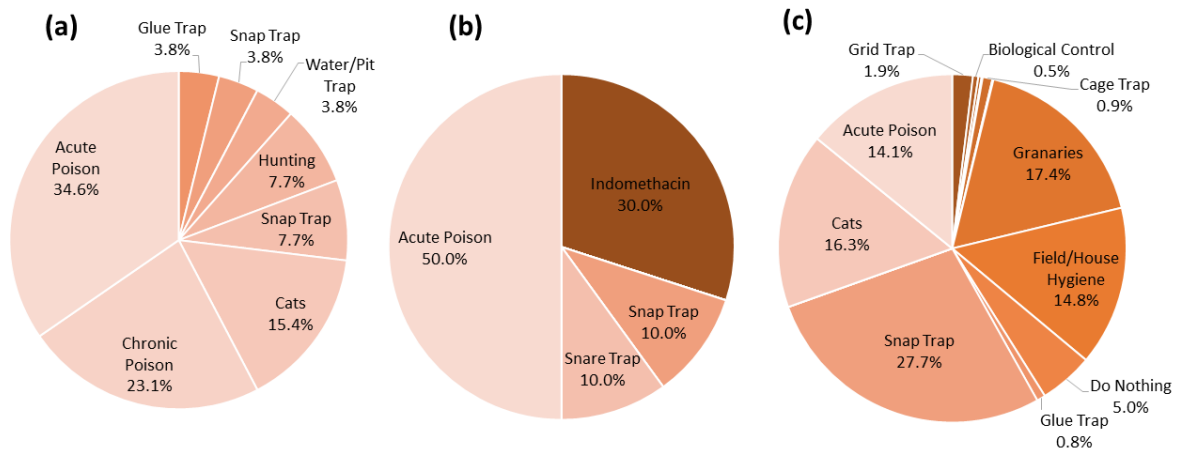 (a)
Glue Trap
3.8%
Snap Trap
3.8%
Water/Pit
Trap
3.8%
Hunting
7.7%
Snap Trap
7.7%
Cats
15.4%
Chronic
Poison
23.1%
Acute
Poison
34.6%
(b)
Indomethacin
30.0%
Snap Trap
10.0%
Snare Trap
10.0%
Acute Poison
50.0%
(c)
Grid Trap
1.9%
Biological Control
0.5%
Cage Trap
0.9%
Granaries
17.4%
Field/House
Hygiene
14.8%
Do Nothing
5.0%
Glue Trap
0.8%
Snap Trap
27.7%
Cats
16.3%
Acute Poison
14.1%